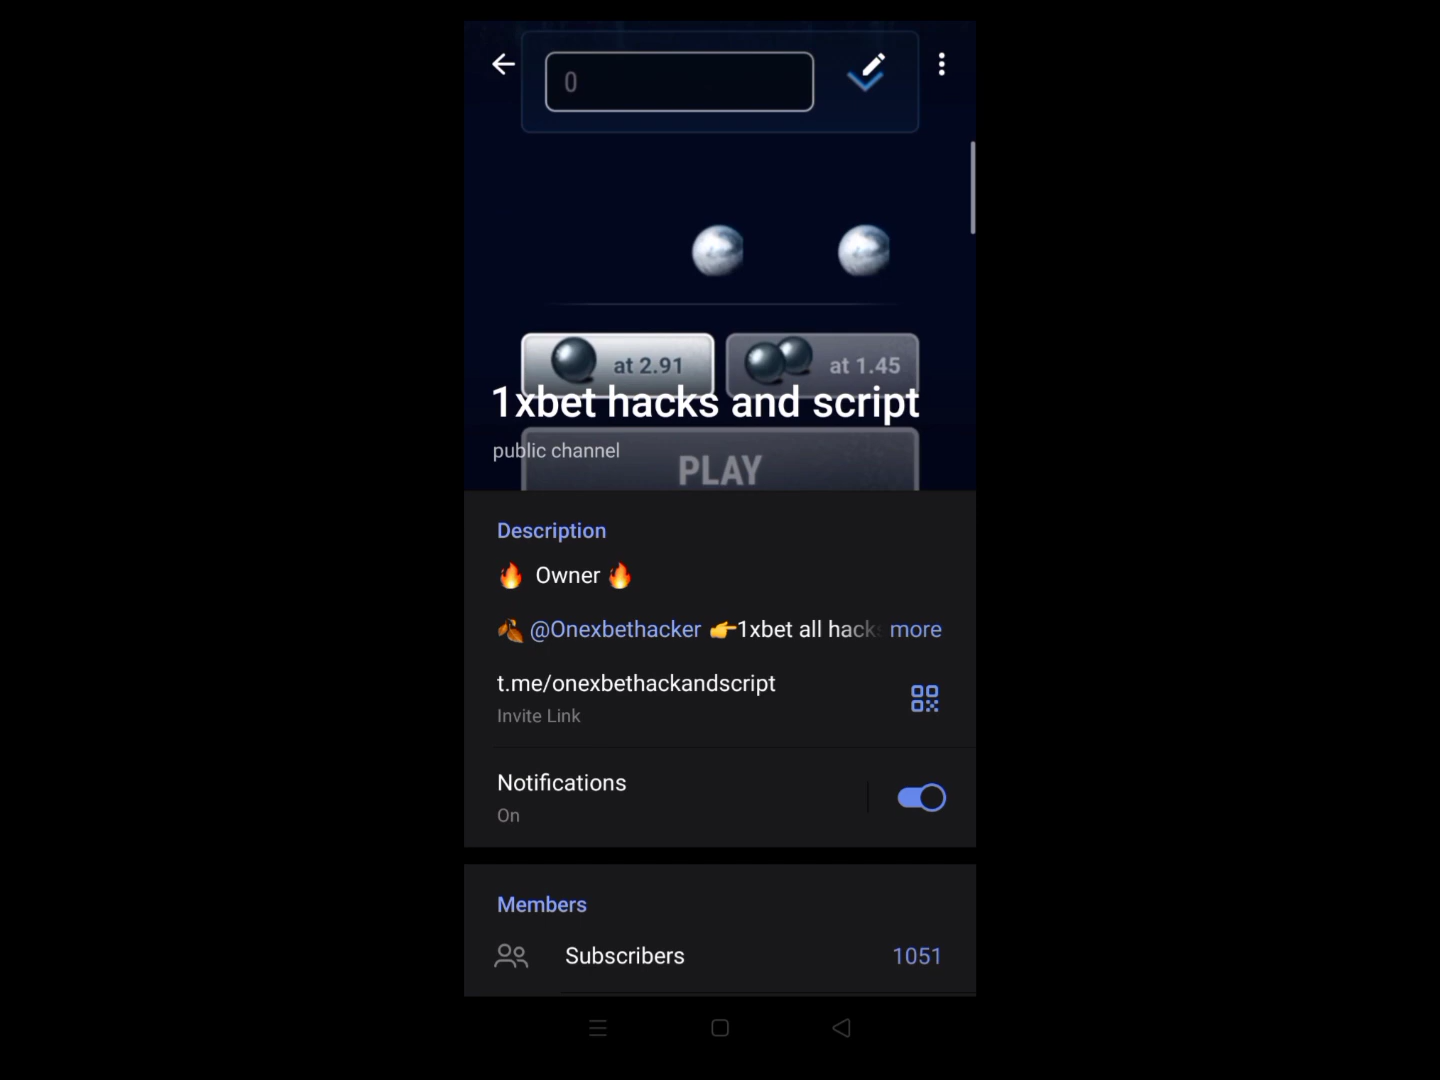 0
at 2.91
at 1.45
1xbet hacks and script
public channel
PLAY
Description
🔥 Owner 🔥
🍂 @Onexbethacker 👉1xbet all hacks more
t.me/onexbethackandscript
Invite Link
Notifications
On
Members
Subscribers 1051